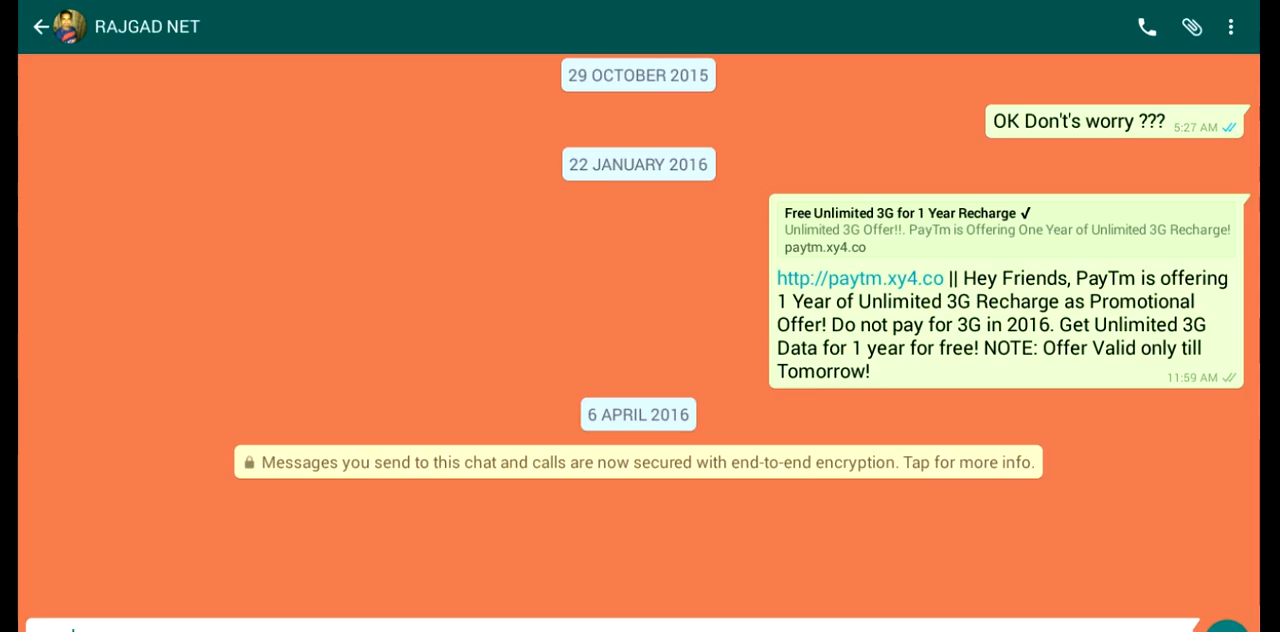 RAJGAD NET
29 OCTOBER 2015
OK Don't's worry ??? 5:27 AM
22 JANUARY 2016
Free Unlimited 3G for 1 Year Recharge ✓
Unlimited 3G Offer!!. PayTm is Offering One Year of Unlimited 3G Recharge!
paytm.xy4.co
http://paytm.xy4.co || Hey Friends, PayTm is offering
1 Year of Unlimited 3G Recharge as Promotional
Offer! Do not pay for 3G in 2016. Get Unlimited 3G
Data for 1 year for free! NOTE: Offer Valid only till
Tomorrow!
11:59 AM
6 APRIL 2016
Messages you send to this chat and calls are now secured with end-to-end encryption. Tap for more info.